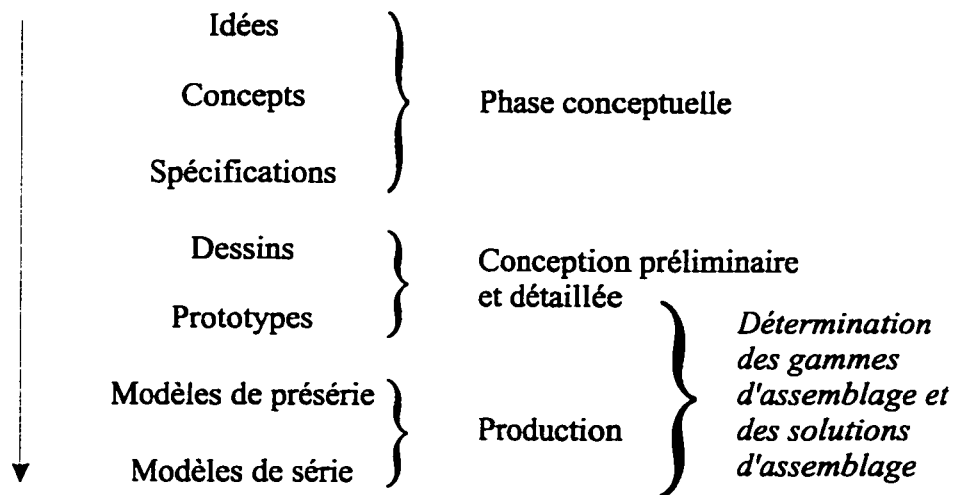 Idées
Concepts
Spécifications
Phase conceptuelle
Dessins
Prototypes
Conception préliminaire
et détaillée
Modèles de présérie
Modèles de série
Production
Détermination
des gammes
d'assemblage et
des solutions
d'assemblage